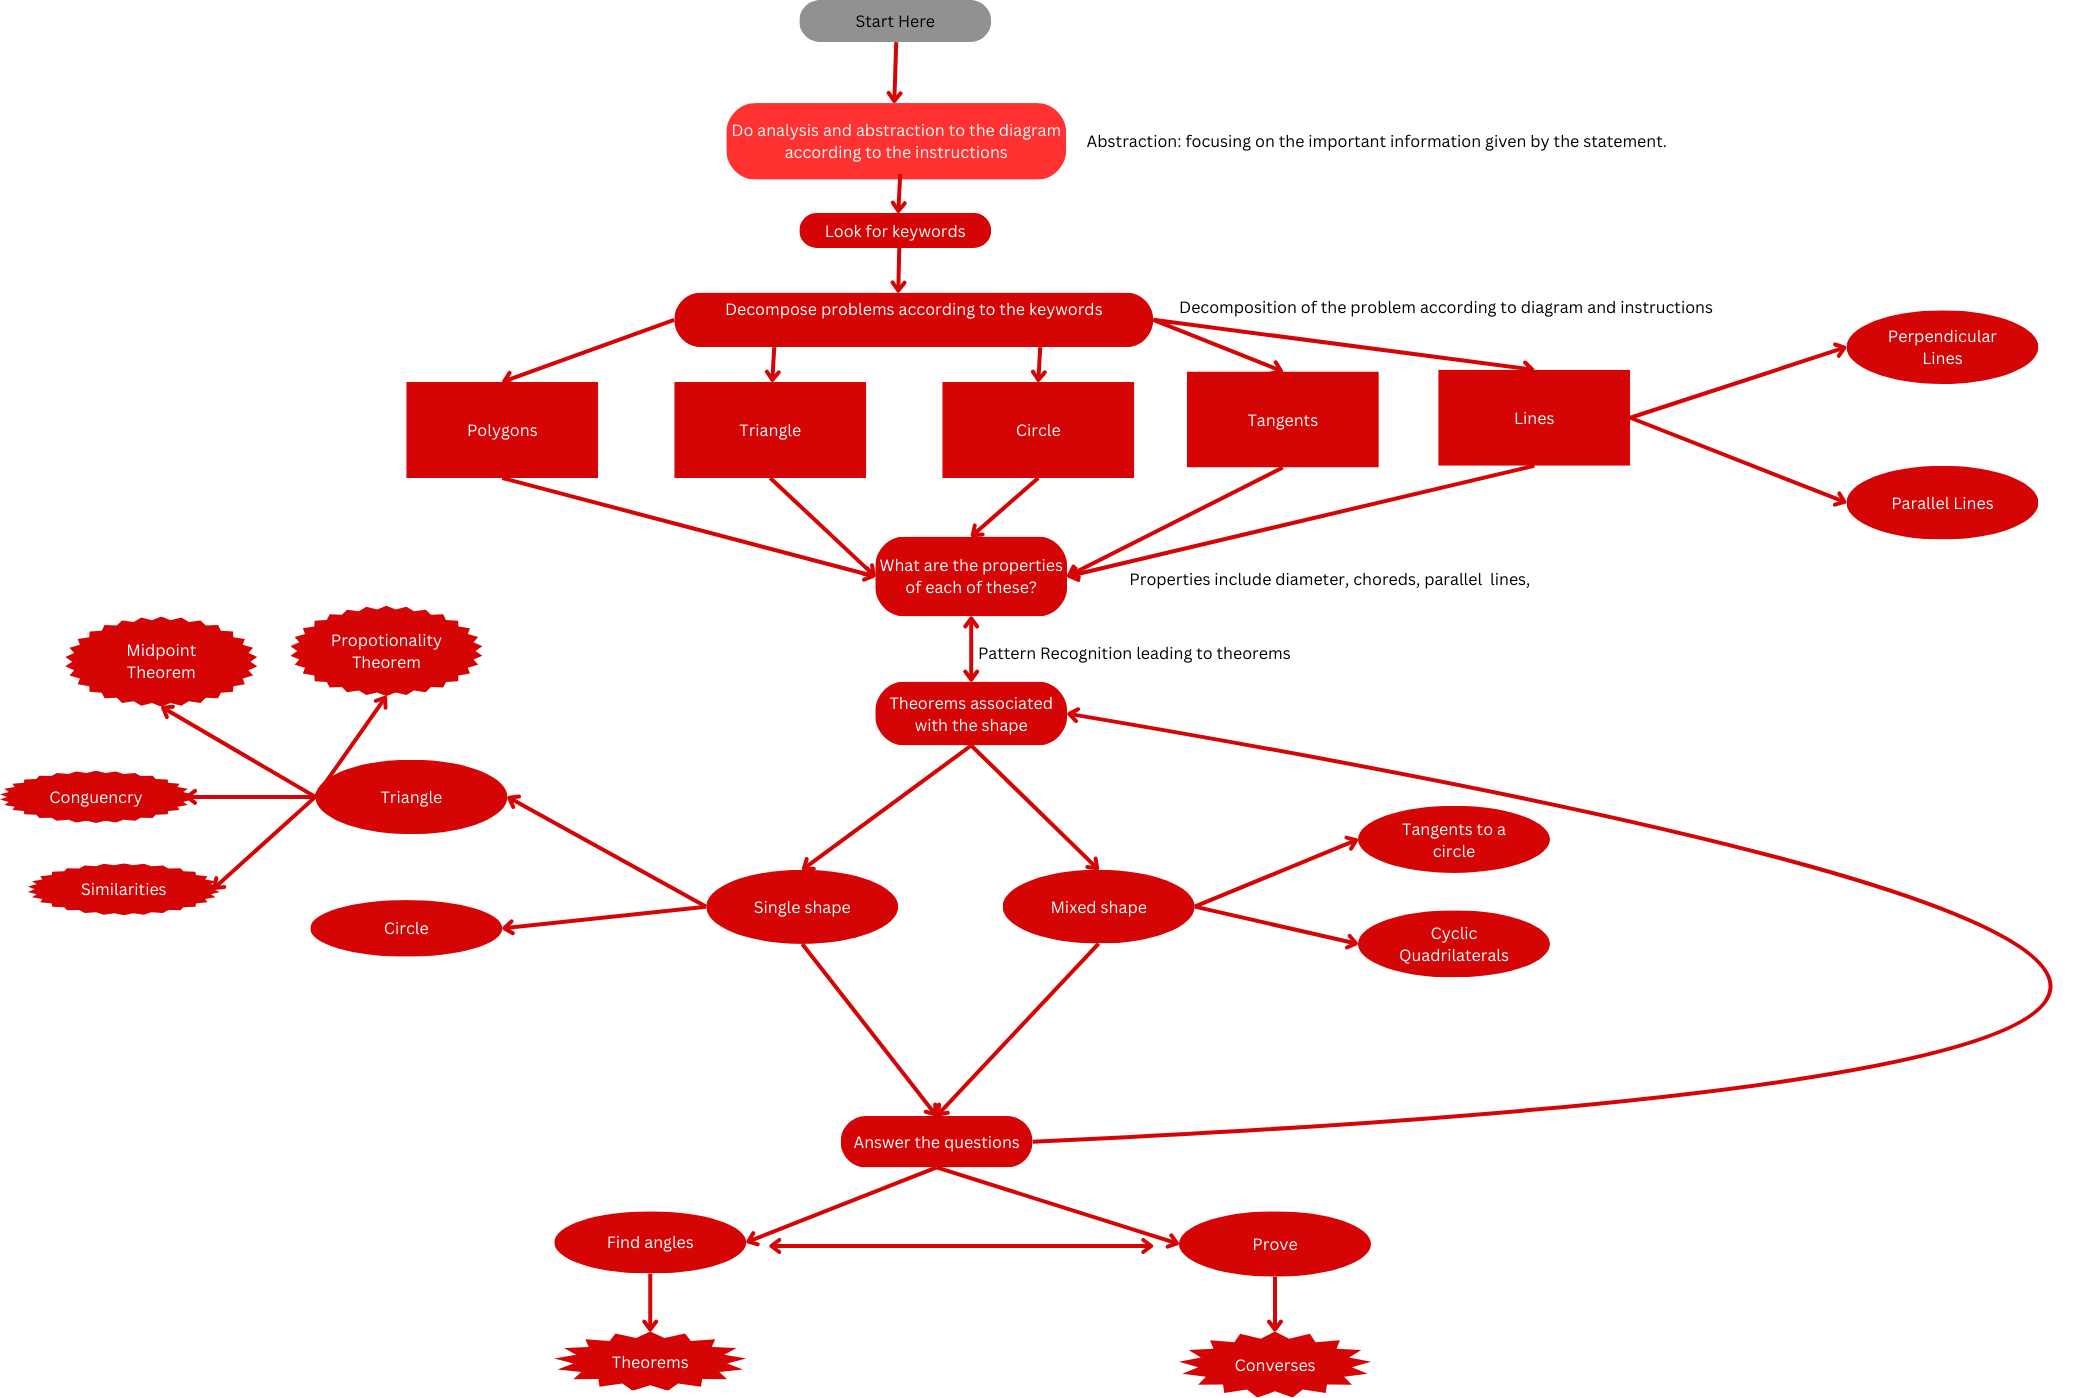 Start Here
Do analysis and abstraction to the diagram
according to the instructions
Abstraction: focusing on the important information given by the statement.
Look for keywords
Decompose problems according to the keywords
Decomposition of the problem according to diagram and instructions
Perpendicular
Lines
Polygons
Triangle
Circle
Tangents
Lines
Parallel Lines
What are the properties
of each of these?
Properties include diameter, choreds, parallel  lines,
Midpoint
Theorem
Propotionality
Theorem
Pattern Recognition leading to theorems
Theorems associated
with the shape
Conguencry
Triangle
Tangents to a
circle
Similarities
Circle
Single shape
Mixed shape
Cyclic
Quadrilaterals
Answer the questions
Find angles
Prove
Theorems
Converses